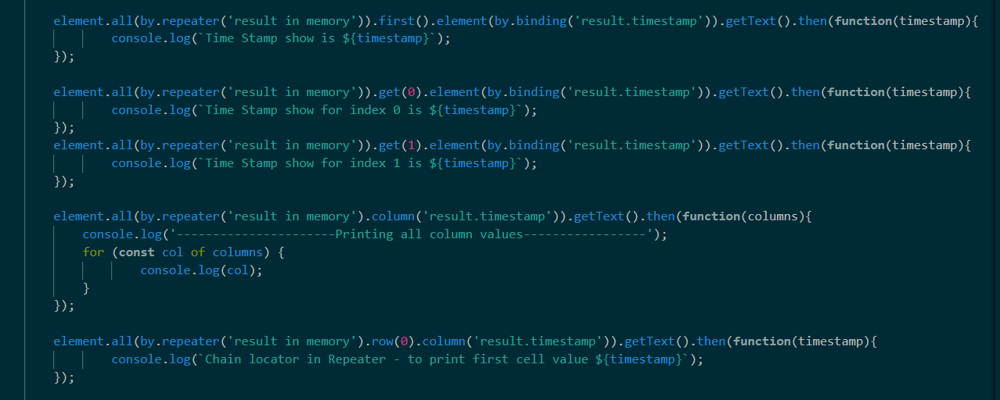 element.all(by.repeater('result in memory')).first().element(by.binding('result.timestamp')).getText().then(function(timestamp){
console.log(`Time Stamp show is ${timestamp}`);
});
element.all(by.repeater('result in memory')).get(0).element(by.binding('result.timestamp')).getText().then(function(timestamp){
console.log(`Time Stamp show for index 0 is ${timestamp}`);
});
element.all(by.repeater('result in memory')).get(1).element(by.binding('result.timestamp')).getText().then(function(timestamp){
console.log(`Time Stamp show for index 1 is ${timestamp}`);
});
element.all(by.repeater('result in memory').column('result.timestamp')).getText().then(function(columns){
console.log('----------------------Printing all column values-----------------');
for (const col of columns) {
console.log(col);
}
});
element.all(by.repeater('result in memory').row(0).column('result.timestamp')).getText().then(function(timestamp){
console.log(`Chain locator in Repeater - to print first cell value ${timestamp}`);
});